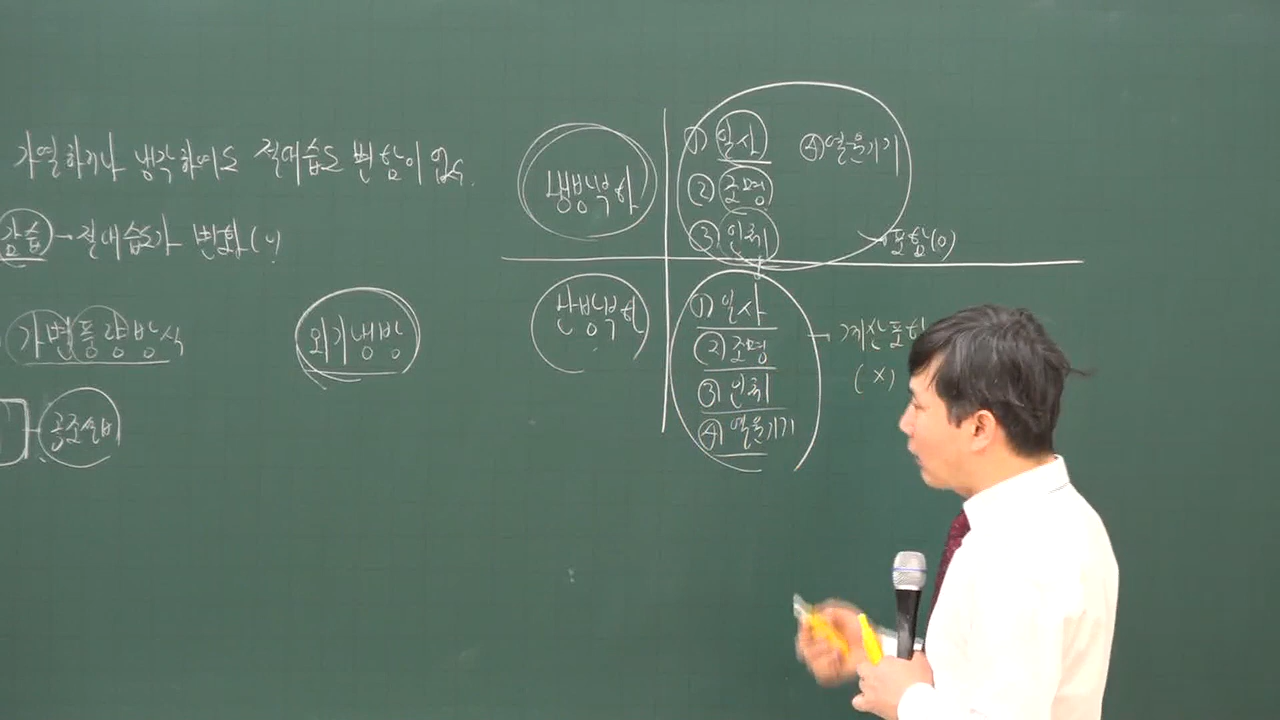 가열하거나 냉각하여도 절대습도 변함이 없다.
감습 → 절대습도가 변화(
가변풍량방식
외기냉방
공조설비
냉방부하
① 일사 ④ 열원기기
② 조명
③ 인체
→ 포함(o)
난방부하
① 일사
② 조명
③ 인체
④ 열원기기
→ 계산포함
(×)